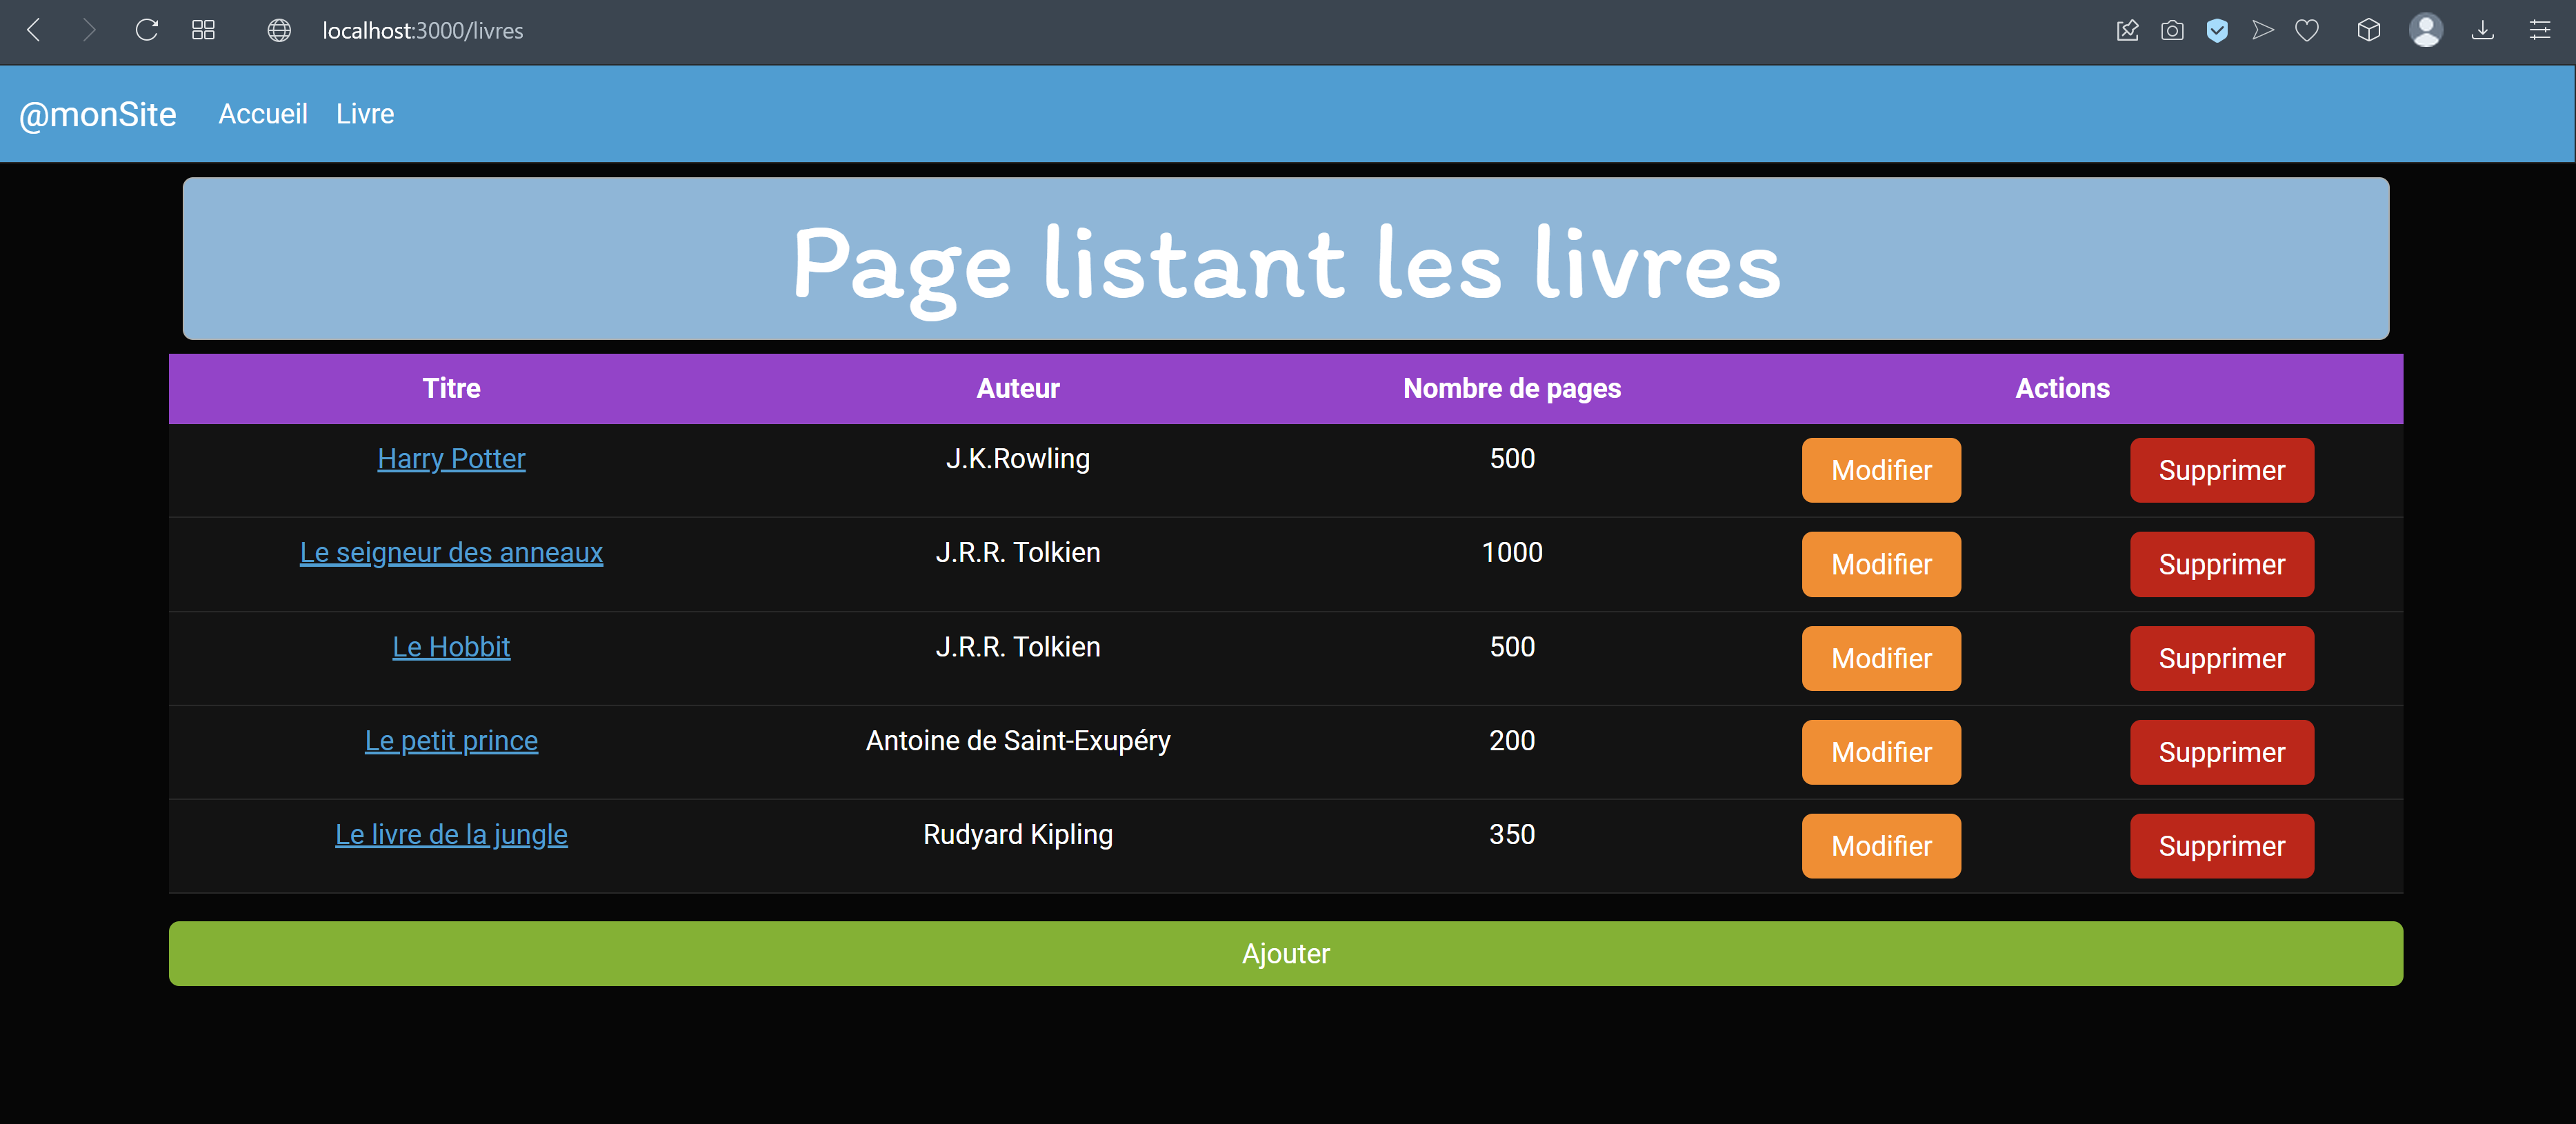 localhost:3000/livres
@monSite Accueil Livre
Page listant les livres
Titre Auteur Nombre de pages Actions
Harry Potter J.K.Rowling 500 Modifier Supprimer
Le seigneur des anneaux J.R.R. Tolkien 1000 Modifier Supprimer
Le Hobbit J.R.R. Tolkien 500 Modifier Supprimer
Le petit prince Antoine de Saint-Exupéry 200 Modifier Supprimer
Le livre de la jungle Rudyard Kipling 350 Modifier Supprimer
Ajouter